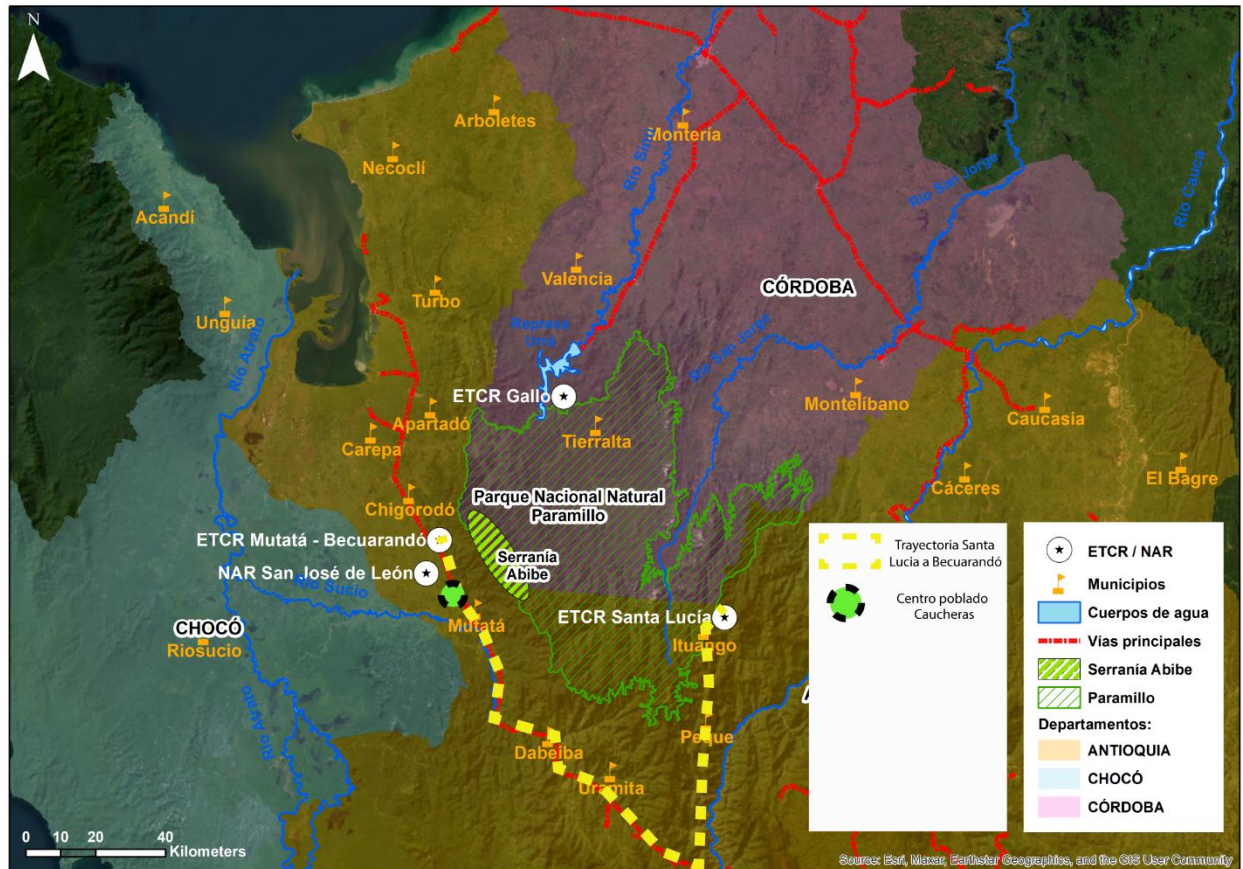 N
Arboletes
Montería
Necoclí
Río Sinú
Río San Jorge
Río Cauca
Acandí
Valencia
CÓRDOBA
Turbo
Unguía
Río Atrato
Represa
Urrá
Río San Jorge
ETCR Gallo
Montelíbano
Caucasia
Apartadó
Tierralta
Carepa
El Bagre
Cáceres
Parque Nacional Natural
Paramillo
Chigorodó
ETCR Mutatá - Becuarandó
Serranía
Abibe
NAR San José de León
Río Sucio
ETCR Santa Lucía
Mutatá
CHOCÓ
Riosucio
Ituango
Río Atrato
Peque
Dabeiba
Uramita
Trayectoria Santa
Lucia a Becuarandó
Centro poblado
Caucheras
ETCR / NAR
Municipios
Cuerpos de agua
Vías principales
Serranía Abibe
Paramillo
Departamentos:
ANTIOQUIA
CHOCÓ
CÓRDOBA
0 10 20 40
Kilometers
Source: Esri, Maxar, Earthstar Geographics, and the GIS User Community